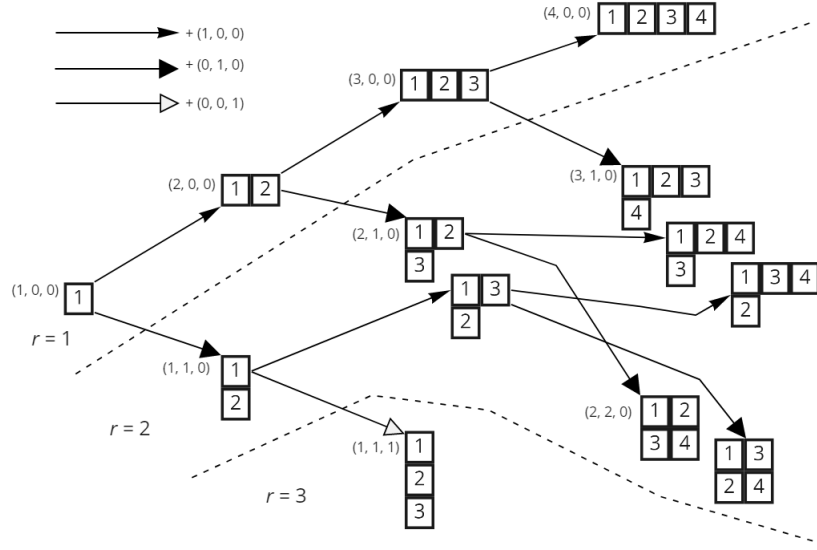 + (1, 0, 0)
+ (0, 1, 0)
+ (0, 0, 1)
(4, 0, 0) 1 2 3 4
(3, 0, 0) 1 2 3
(3, 1, 0) 1 2 3
4
(2, 0, 0) 1 2
(2, 1, 0) 1 2
3
1 2 4
3
(1, 0, 0) 1
r = 1
1 3
2
1 3 4
2
(1, 1, 0) 1
2
r = 2
(2, 2, 0) 1 2
3 4
1 3
2 4
(1, 1, 1) 1
2
3
r = 3